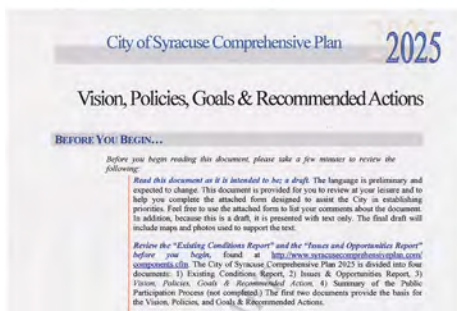 City of Syracuse Comprehensive Plan 2025
Vision, Policies, Goals & Recommended Actions
BEFORE YOU BEGIN…
Before you begin reading this document, please take a few minutes to review the
following:
Read this document as it is intended to be; a draft. The language is preliminary and
expected to change. This document is provided for you to review at your leisure and to
help you complete the attached form designed to assist the City in establishing
priorities. Feel free to use the attached form to list your comments about the document.
In addition, because this is a draft, it is presented with text only. The final draft will
include maps and photos used to support the text.
Review the "Existing Conditions Report" and the "Issues and Opportunities Report"
before you begin, found at http://www.syracusecomprehensiveplan.com/
components.cfm. The City of Syracuse Comprehensive Plan 2025 is divided into four
documents: 1) Existing Conditions Report, 2) Issues & Opportunities Report, 3)
Vision, Policies, Goals & Recommended Action, 4) Summary of the Public
Participation Process (not completed.) The first two documents provide the basis for
the Vision, Policies, and Goals & Recommended Actions.